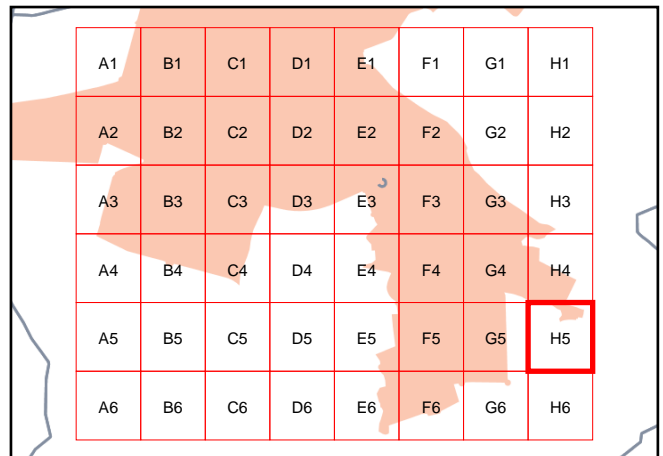 A1 B1 C1 D1 E1 F1 G1 H1
A2 B2 C2 D2 E2 F2 G2 H2
A3 B3 C3 D3 E3 F3 G3 H3
A4 B4 C4 D4 E4 F4 G4 H4
A5 B5 C5 D5 E5 F5 G5 H5
A6 B6 C6 D6 E6 F6 G6 H6